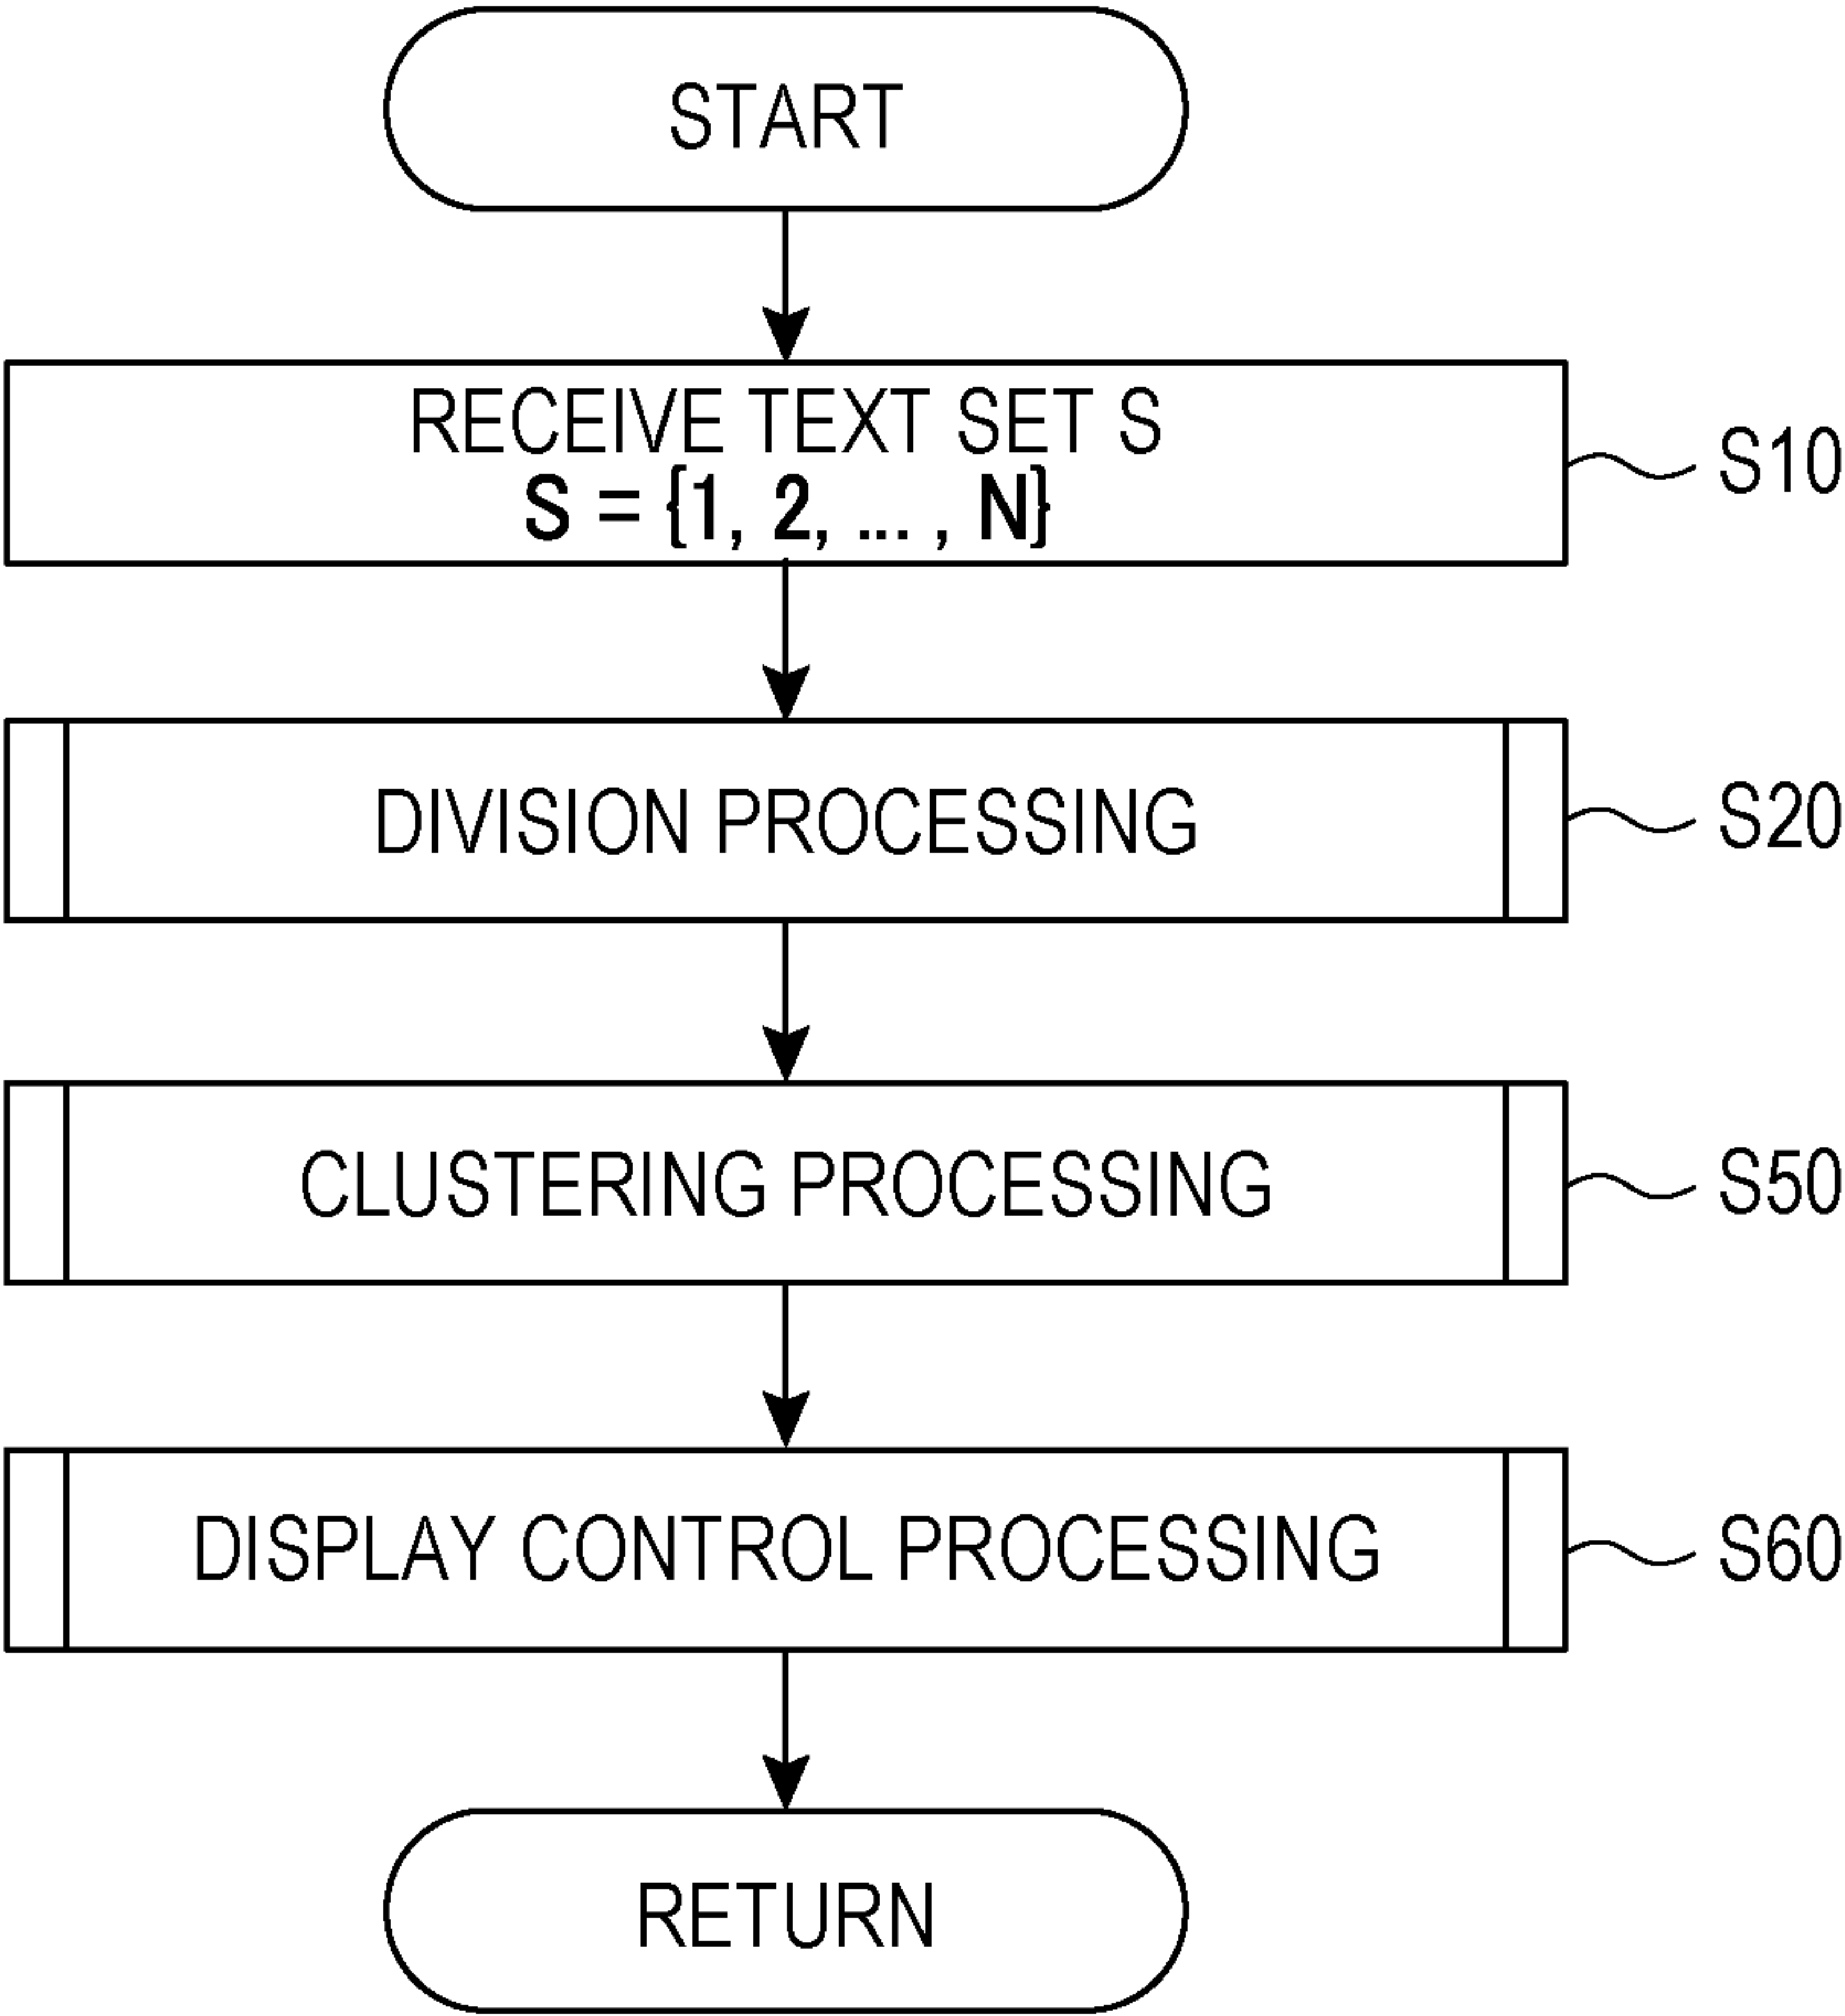 START
RECEIVE TEXT SET S
S = {1, 2, ... , N}
S10
DIVISION PROCESSING
S20
CLUSTERING PROCESSING
S50
DISPLAY CONTROL PROCESSING
S60
RETURN